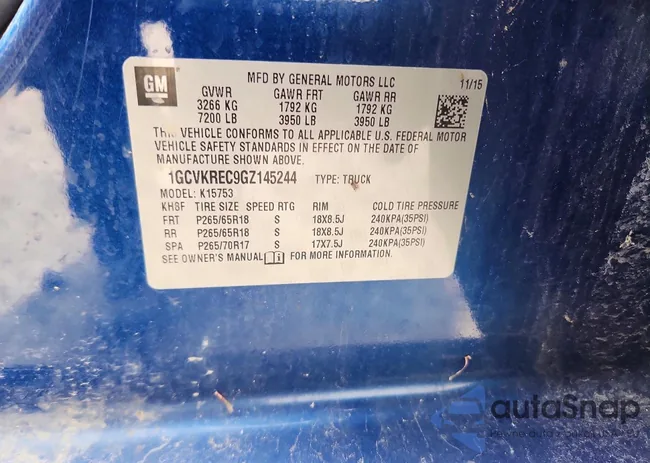 GM
MFD BY GENERAL MOTORS LLC
11/15
GVWR GAWR FRT GAWR RR
3266 KG 1792 KG 1792 KG
7200 LB 3950 LB 3950 LB
THIS VEHICLE CONFORMS TO ALL APPLICABLE U.S. FEDERAL MOTOR
VEHICLE SAFETY STANDARDS IN EFFECT ON THE DATE OF
MANUFACTURE SHOWN ABOVE.
1GCVKREC9GZ145244 TYPE: TRUCK
MODEL: K15753
KHSF TIRE SIZE SPEED RTG RIM COLD TIRE PRESSURE
FRT P265/65R18 S 18X8.5J 240KPA(35PSI)
RR P265/65R18 S 18X8.5J 240KPA(35PSI)
SPA P265/70R17 S 17X7.5J 240KPA(35PSI)
SEE OWNER'S MANUAL FOR MORE INFORMATION.
autoSnap